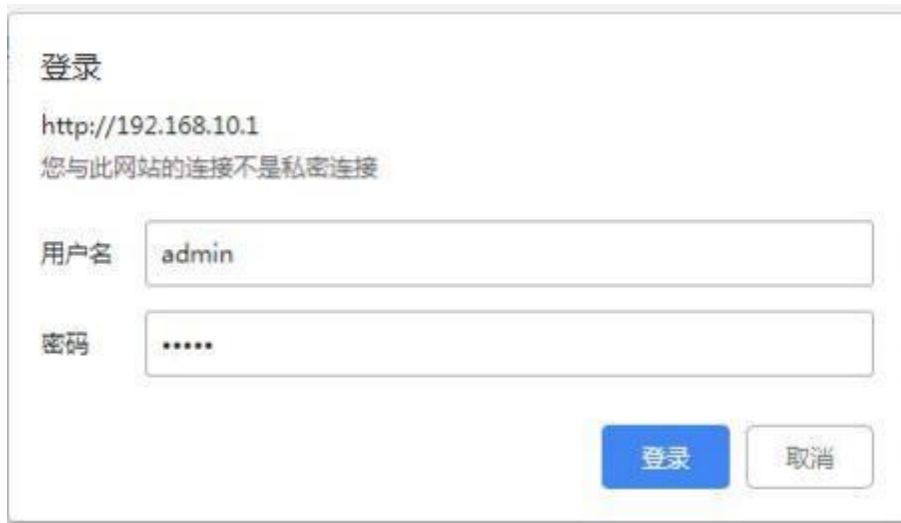 登录
http://192.168.10.1
您与此网站的连接不是私密连接
用户名 admin
密码 •••••
登录 取消